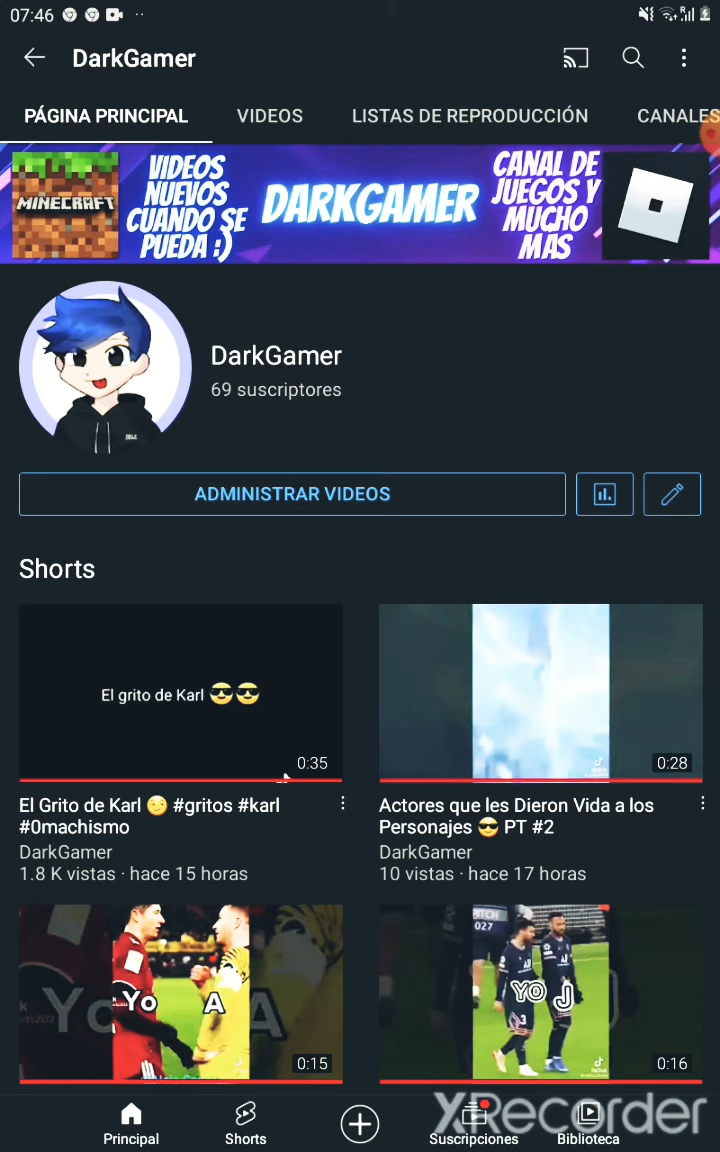 07:46
DarkGamer
PÁGINA PRINCIPAL VIDEOS LISTAS DE REPRODUCCIÓN CANALES
MINECRAFT
VIDEOS
NUEVOS
CUANDO SE
PUEDA :)
DARKGAMER
CANAL DE
JUEGOS Y
MUCHO
MAS
DarkGamer
69 suscriptores
ADMINISTRAR VIDEOS
Shorts
El grito de Karl 😎😎
0:35
0:28
El Grito de Karl 😏 #gritos #karl
#0machismo
DarkGamer
1.8 K vistas · hace 15 horas
Actores que les Dieron Vida a los
Personajes 😎 PT #2
DarkGamer
10 vistas · hace 17 horas
Yo A
0:15
PITCH
027
YO J
3
TikTok
0:16
XRecorder
Principal Shorts Suscripciones Biblioteca